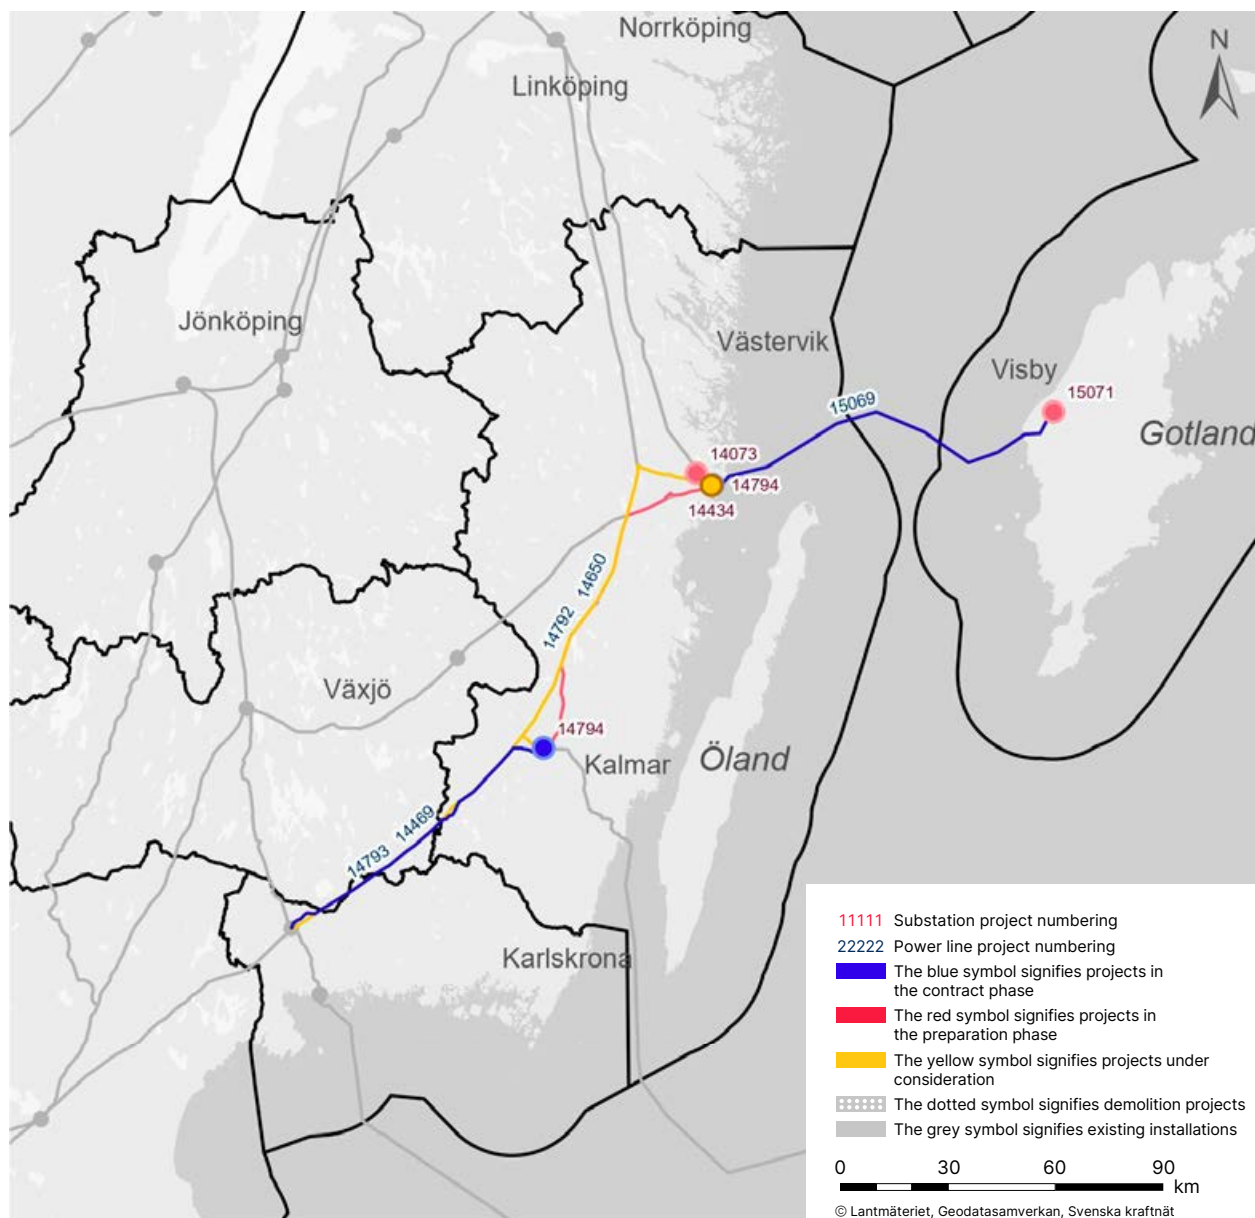 Norrköping
N
Linköping
Jönköping
Västervik
Visby
15071
15069
Gotland
14073
14794
14434
14650
14792
Växjö
14794
Kalmar
Öland
14469
14793
Karlskrona
11111 Substation project numbering
22222 Power line project numbering
The blue symbol signifies projects in
the contract phase
The red symbol signifies projects in
the preparation phase
The yellow symbol signifies projects under
consideration
The dotted symbol signifies demolition projects
The grey symbol signifies existing installations
0 30 60 90
km
© Lantmäteriet, Geodatasamverkan, Svenska kraftnät